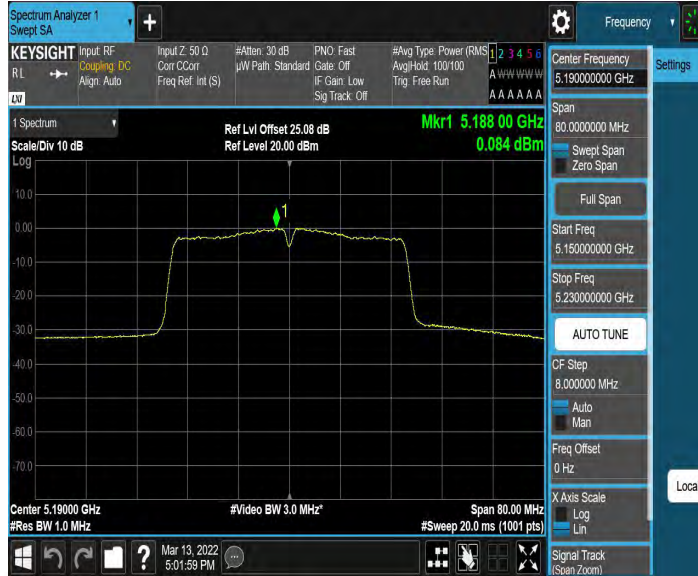 Spectrum Analyzer 1
Swept SA
Frequency
KEYSIGHT
RL
LXI
Input: RF
Coupling: DC
Align: Auto
Input Z: 50 Ω
Corr CCorr
Freq Ref: Int (S)
#Atten: 30 dB
µW Path: Standard
PNO: Fast
Gate: Off
IF Gain: Low
Sig Track: Off
#Avg Type: Power (RMS
Avg|Hold: 100/100
Trig: Free Run
1 2 3 4 5 6
A W W W W W
A A A A A A
1 Spectrum
Scale/Div 10 dB
Ref Lvl Offset 25.08 dB
Ref Level 20.00 dBm
Mkr1 5.188 00 GHz
0.084 dBm
Log
10.0
0.00
-10.0
-20.0
-30.0
-40.0
-50.0
-60.0
-70.0
1
Center 5.19000 GHz
#Res BW 1.0 MHz
#Video BW 3.0 MHz*
Span 80.00 MHz
#Sweep 20.0 ms (1001 pts)
Mar 13, 2022
5:01:59 PM
?
Center Frequency
5.190000000 GHz
Settings
Span
80.0000000 MHz
Swept Span
Zero Span
Full Span
Start Freq
5.150000000 GHz
Stop Freq
5.230000000 GHz
AUTO TUNE
CF Step
8.000000 MHz
Auto
Man
Freq Offset
0 Hz
X Axis Scale
Log
Lin
Signal Track
(Span Zoom)
Loca